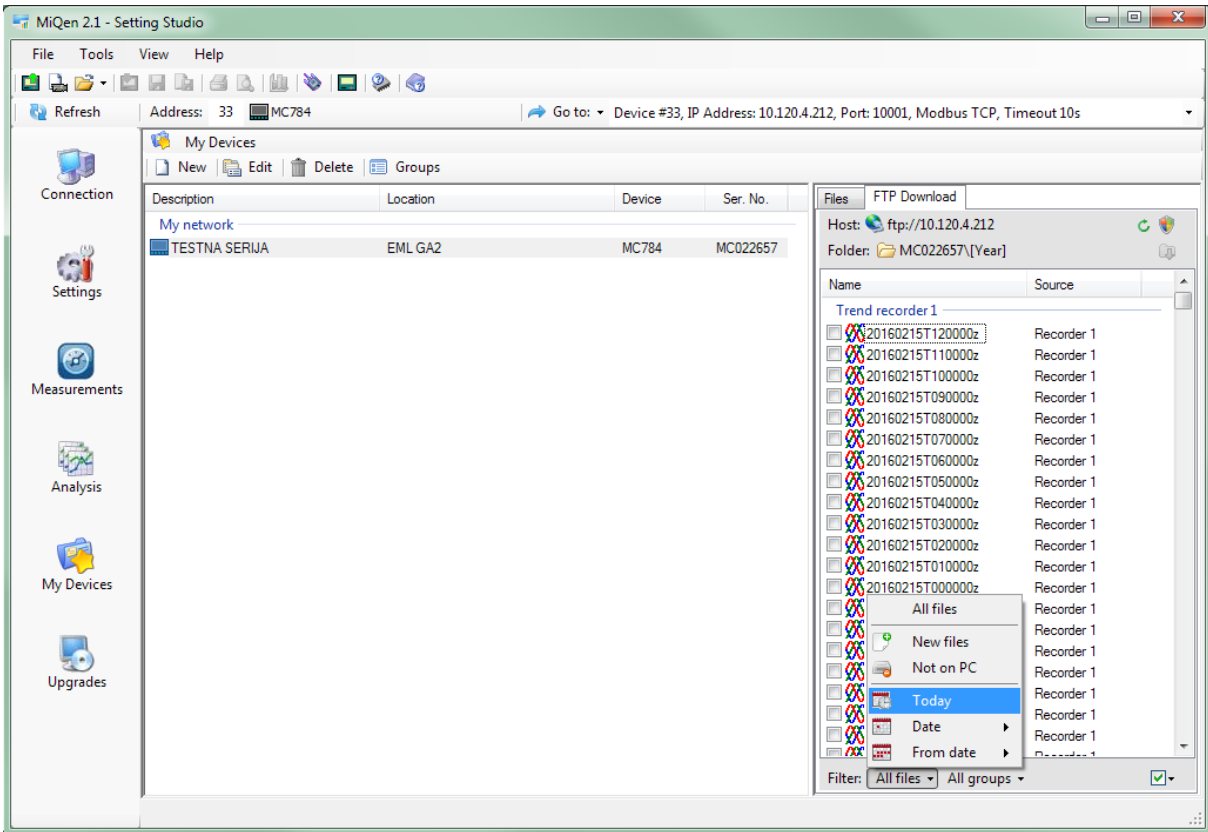 MiQen 2.1 - Setting Studio
File Tools View Help
Refresh Address: 33 MC784 Go to: Device #33, IP Address: 10.120.4.212, Port: 10001, Modbus TCP, Timeout 10s
My Devices
New Edit Delete Groups
Connection
Settings
Measurements
Analysis
My Devices
Upgrades
Description Location Device Ser. No.
My network
TESTNA SERIJA EML GA2 MC784 MC022657
Files FTP Download
Host: ftp://10.120.4.212
Folder: MC022657\[Year]
Name Source
Trend recorder 1
20160215T120000z Recorder 1
20160215T110000z Recorder 1
20160215T100000z Recorder 1
20160215T090000z Recorder 1
20160215T080000z Recorder 1
20160215T070000z Recorder 1
20160215T060000z Recorder 1
20160215T050000z Recorder 1
20160215T040000z Recorder 1
20160215T030000z Recorder 1
20160215T020000z Recorder 1
20160215T010000z Recorder 1
20160215T000000z Recorder 1
All files Recorder 1
Recorder 1
New files Recorder 1
Not on PC Recorder 1
Today Recorder 1
Recorder 1
Date Recorder 1
From date
Filter: All files All groups